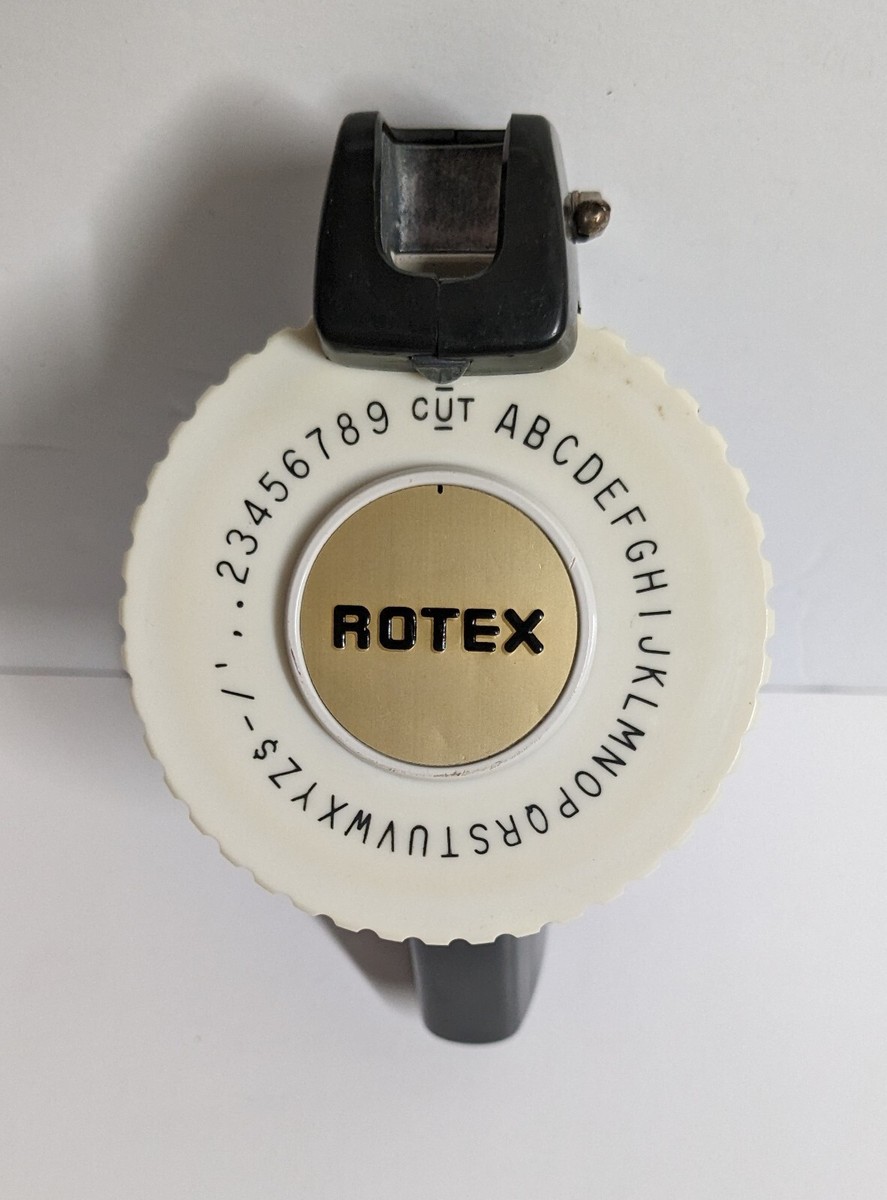 CUT ABCDEFGHIJKLMNOPQRSTUVWXYZ$-/',.23456789
ROTEX